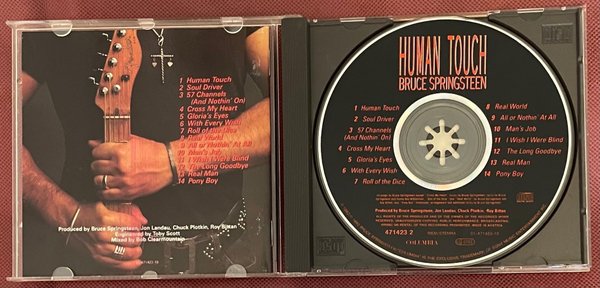 1 Human Touch
2 Soul Driver
3 57 Channels
(And Nothin' On)
4 Cross My Heart
5 Gloria's Eyes
6 With Every Wish
7 Roll of the Dice
8 Real World
9 All or Nothin' At All
10 Man's Job
11 I Wish I Were Blind
12 The Long Goodbye
13 Real Man
14 Pony Boy
Produced by Bruce Springsteen, Jon Landau, Chuck Plotkin, Roy Bittan
Engineered by Toby Scott
Mixed by Bob Clearmountain
HUMAN TOUCH
BRUCE SPRINGSTEEN
1 Human Touch
2 Soul Driver
3 57 Channels
(And Nothin' On)
4 Cross My Heart
5 Gloria's Eyes
6 With Every Wish
7 Roll of the Dice
8 Real World
9 All or Nothin' At All
10 Man's Job
11 I Wish I Were Blind
12 The Long Goodbye
13 Real Man
14 Pony Boy
Produced by Bruce Springsteen, Jon Landau, Chuck Plotkin, Roy Bittan
471423 2
01-471423-10
COLUMBIA